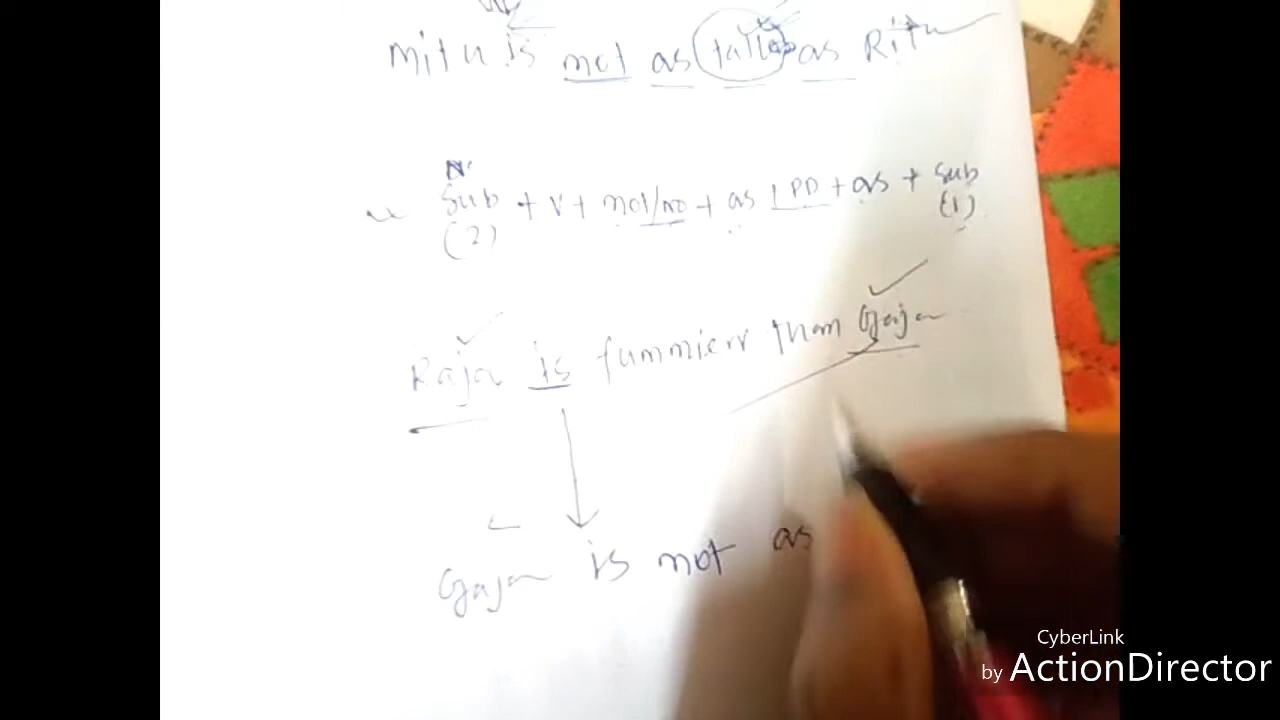 Mitu is not as tall as Ritu
N.
Sub + V + not/no + as + PD + as + Sub
(2) (1)
Raja is funnier than Gaja
Gaja is not as
CyberLink
by ActionDirector